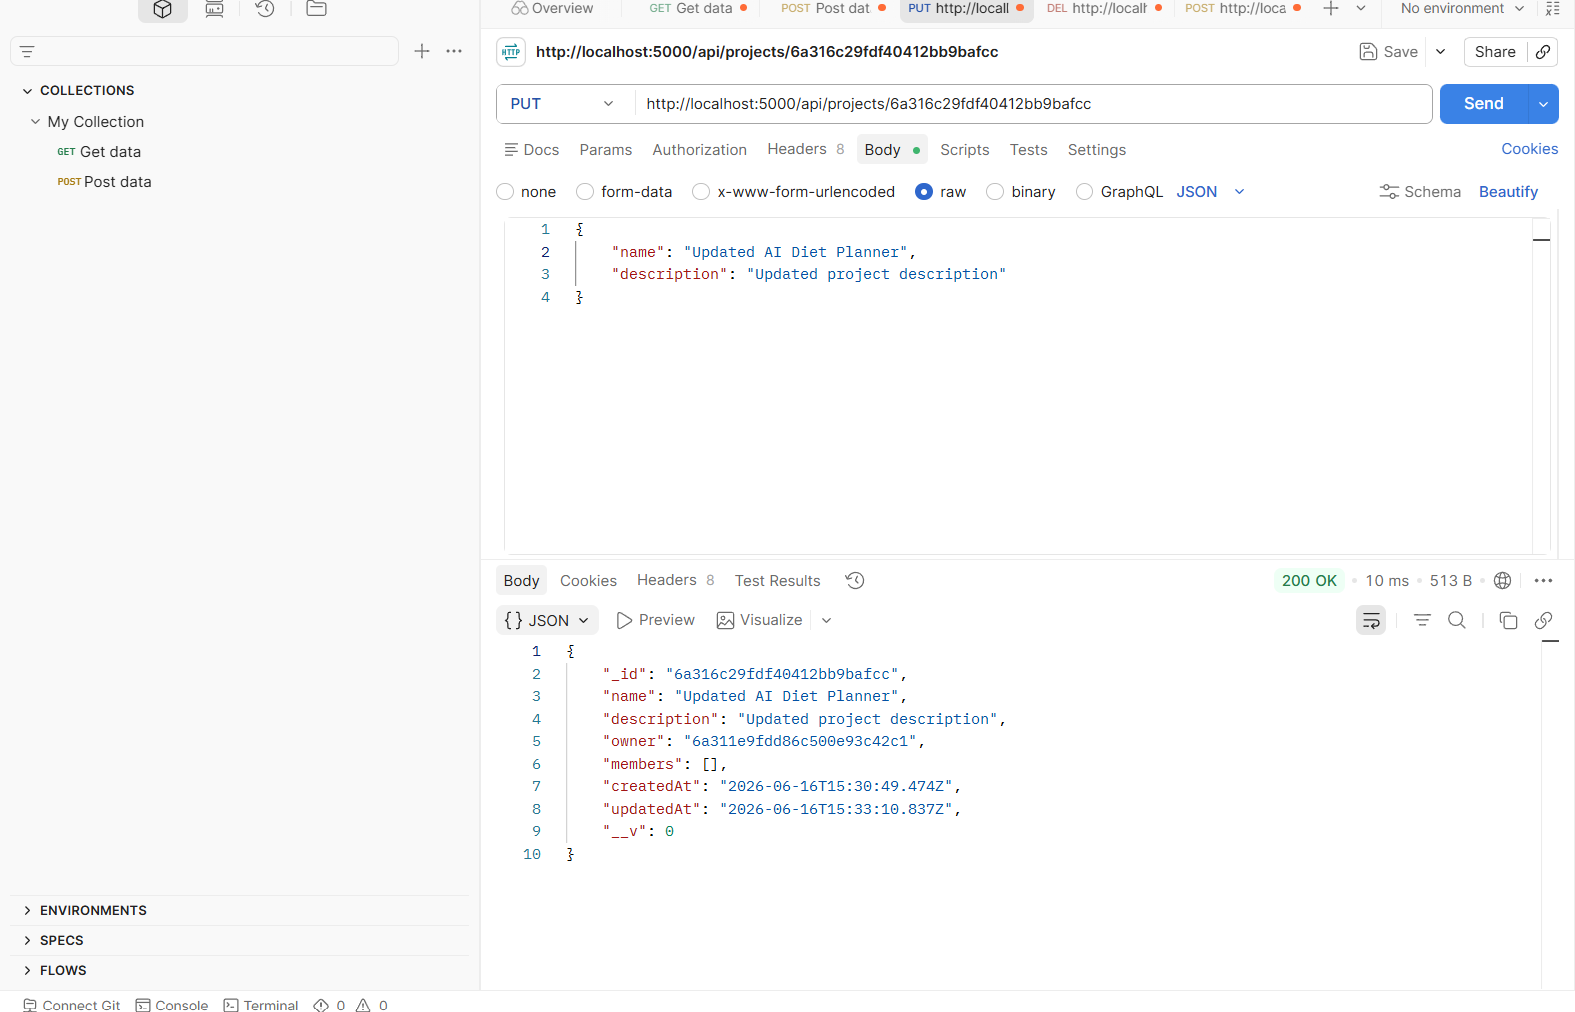 Overview GET Get data POST Post dat PUT http://locall DEL http://localh POST http://loca No environment
HTTP http://localhost:5000/api/projects/6a316c29fdf40412bb9bafcc Save Share
COLLECTIONS
My Collection
GET Get data
POST Post data
PUT http://localhost:5000/api/projects/6a316c29fdf40412bb9bafcc Send
Docs Params Authorization Headers 8 Body Scripts Tests Settings Cookies
none form-data x-www-form-urlencoded raw binary GraphQL JSON Schema Beautify
1 {
2 "name": "Updated AI Diet Planner",
3 "description": "Updated project description"
4 }
Body Cookies Headers 8 Test Results 200 OK 10 ms 513 B
{} JSON Preview Visualize
1 {
2 "_id": "6a316c29fdf40412bb9bafcc",
3 "name": "Updated AI Diet Planner",
4 "description": "Updated project description",
5 "owner": "6a311e9fdd86c500e93c42c1",
6 "members": [],
7 "createdAt": "2026-06-16T15:30:49.474Z",
8 "updatedAt": "2026-06-16T15:33:10.837Z",
9 "__v": 0
10 }
ENVIRONMENTS
SPECS
FLOWS
Connect Git Console Terminal 0 0